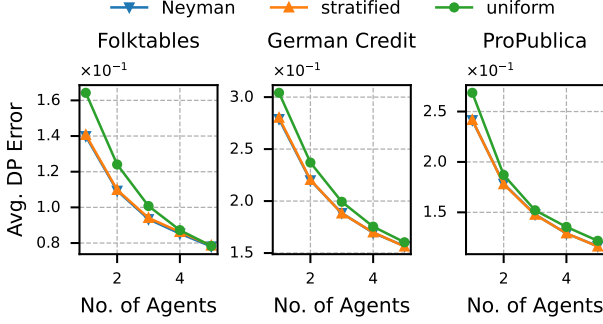 Neyman stratified uniform
Folktables German Credit ProPublica
×10⁻¹ ×10⁻¹ ×10⁻¹
Avg. DP Error
1.6
1.4
1.2
1.0
0.8
3.0
2.5
2.0
1.5
2.5
2.0
1.5
2 4 2 4 2 4
No. of Agents No. of Agents No. of Agents